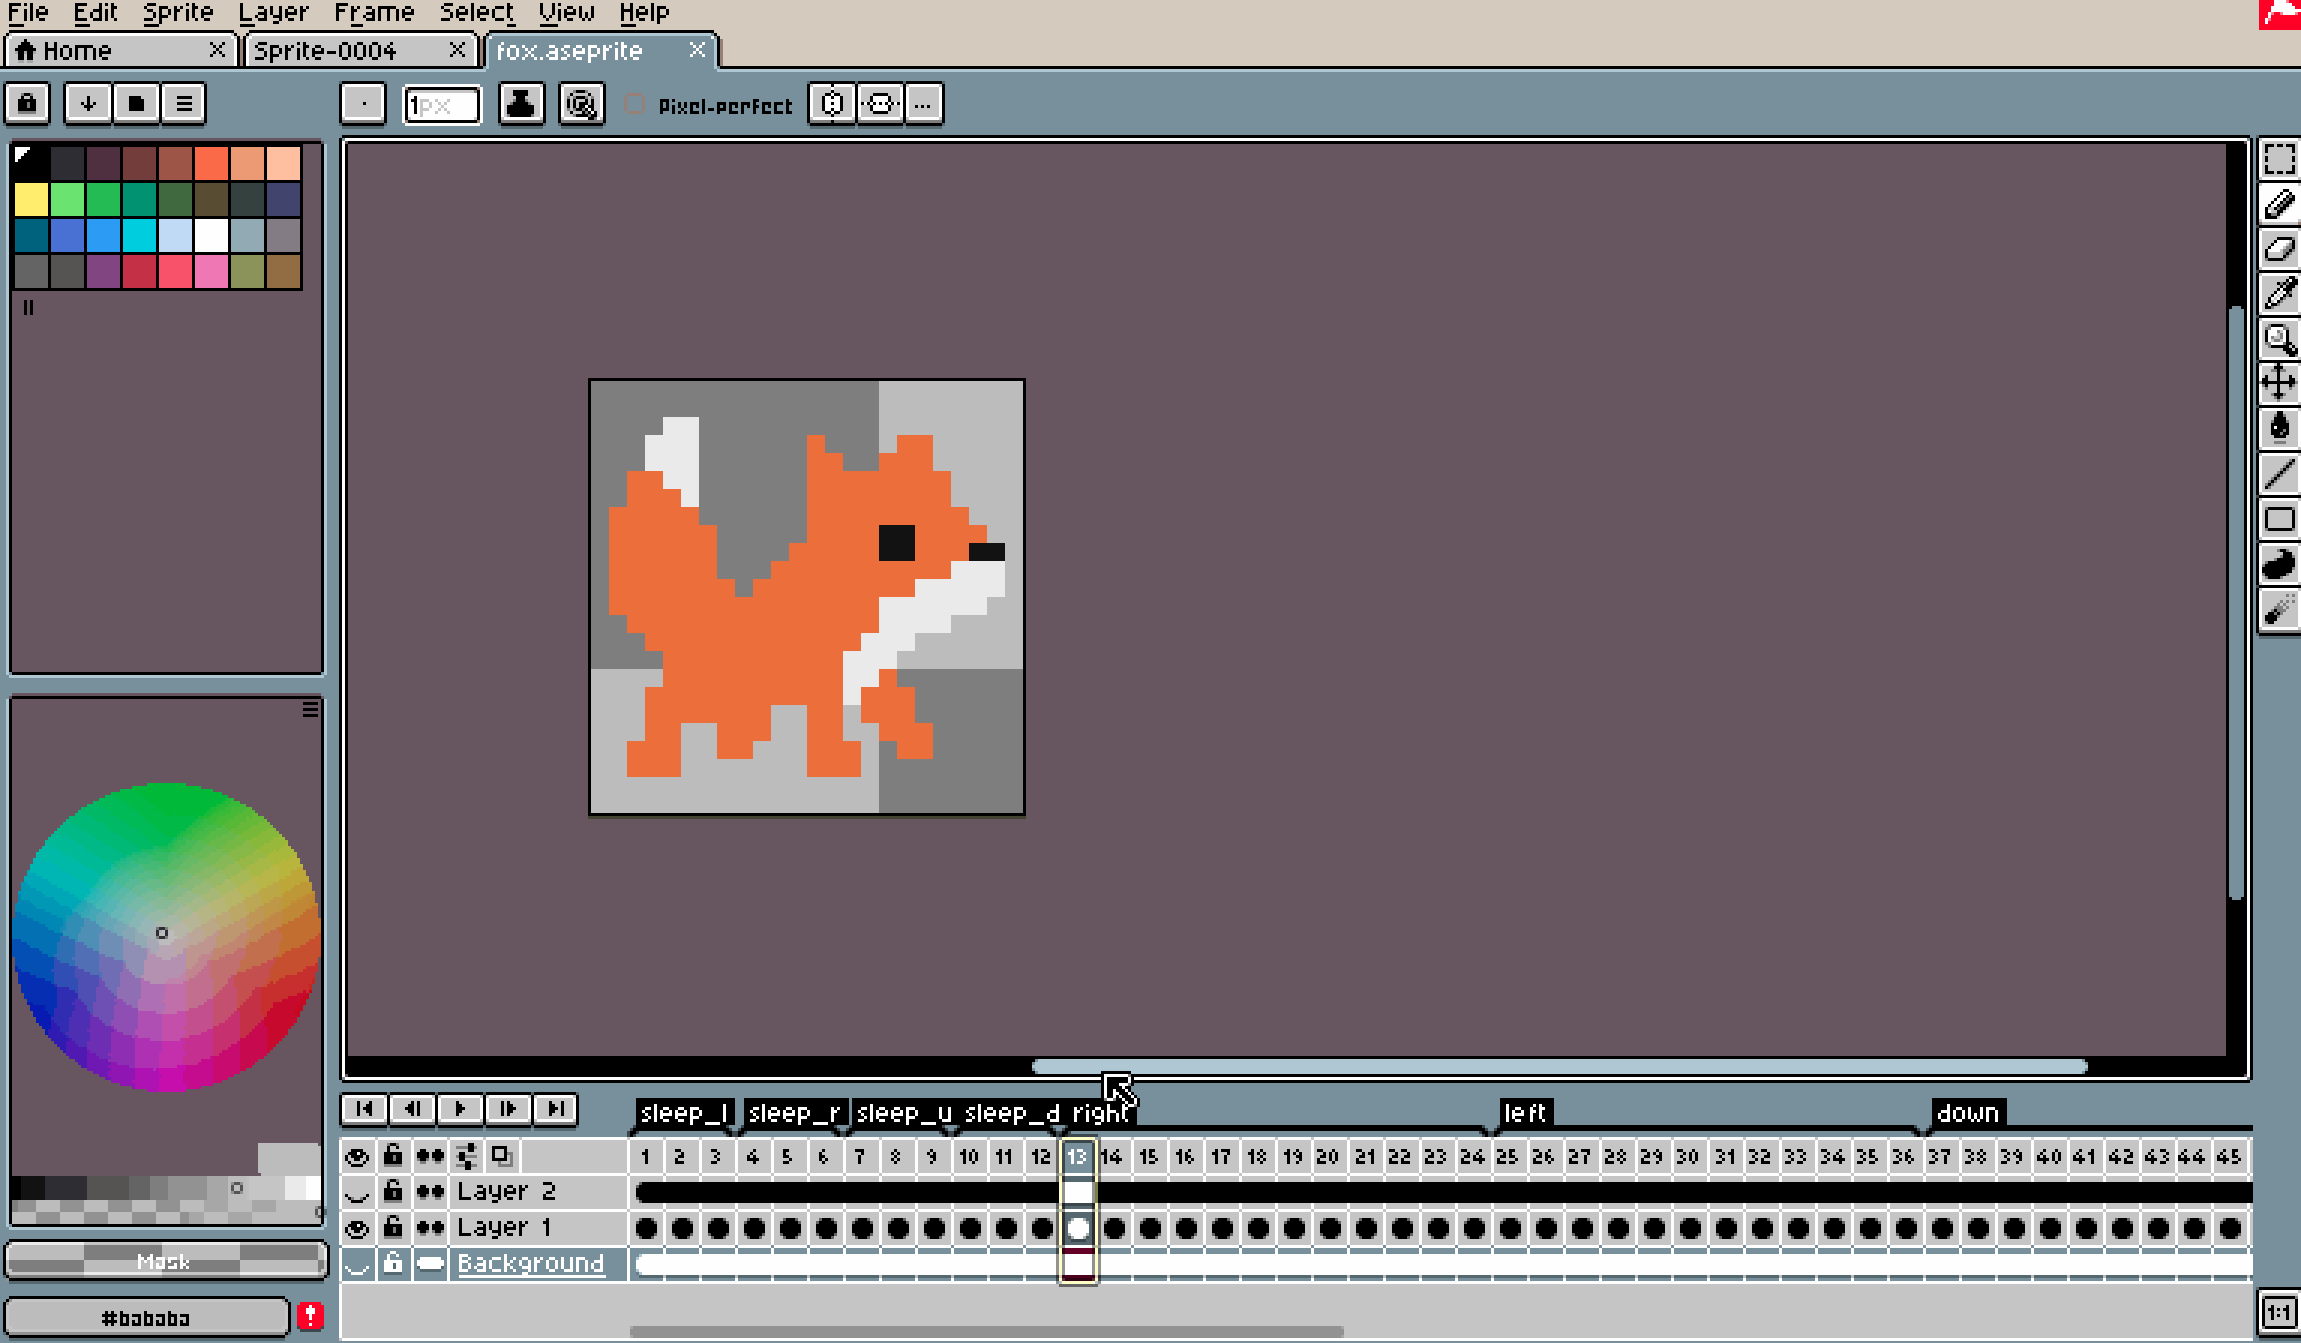 File Edit Sprite Layer Frame Select View Help
Home Sprite-0004 fox.aseprite
1px Pixel-perfect
sleep_l sleep_r sleep_u sleep_d right left down
1 2 3 4 5 6 7 8 9 10 11 12 13 14 15 16 17 18 19 20 21 22 23 24 25 26 27 28 29 30 31 32 33 34 35 36 37 38 39 40 41 42 43 44 45
Layer 2
Layer 1
Background
Mask
#bababa
1:1